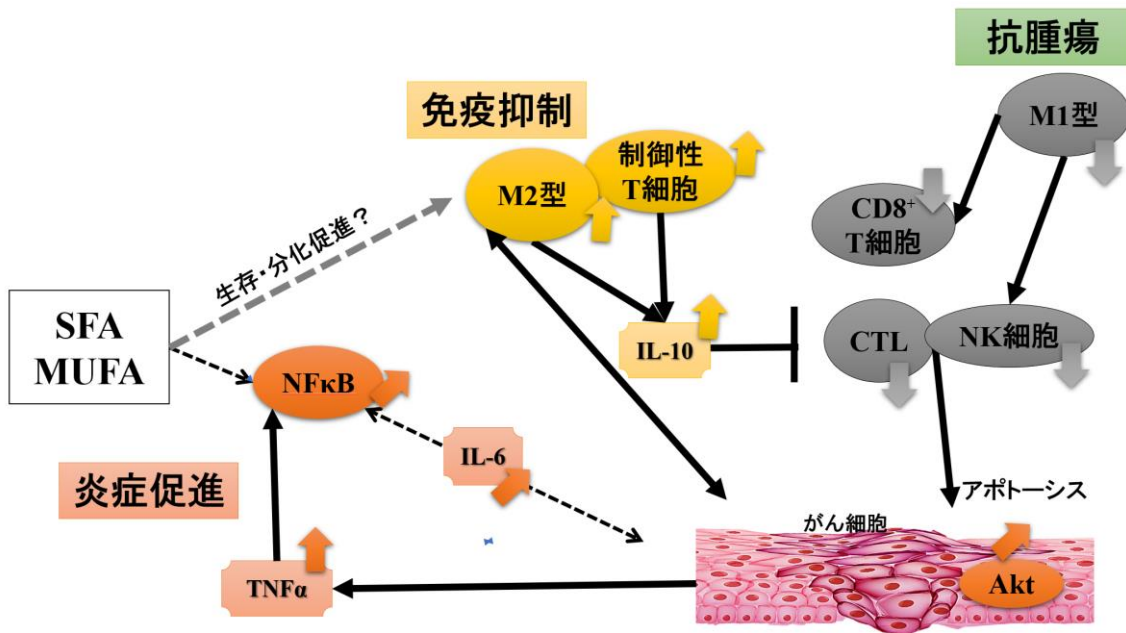 抗腫瘍
M1型
免疫抑制
制御性
T細胞
M2型
CD8⁺
T細胞
生存・分化促進？
SFA
MUFA
IL-10
CTL
NK細胞
NFκB
IL-6
炎症促進
アポトーシス
がん細胞
TNFα
Akt